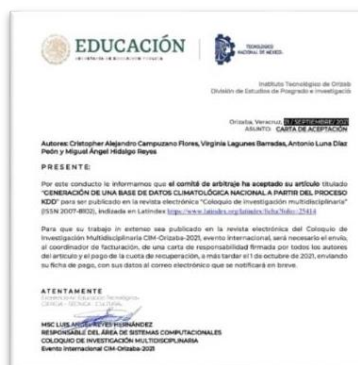 EDUCACIÓN
SECRETARÍA DE EDUCACIÓN PÚBLICA
TECNOLÓGICO
NACIONAL DE MÉXICO
Instituto Tecnológico de Orizaba
División de Estudios de Posgrado e Investigación
Orizaba, Veracruz, 21 / SEPTIEMBRE/ 2021
ASUNTO: CARTA DE ACEPTACIÓN
Autores: Cristopher Alejandro Campuzano Flores, Virginia Lagunes Barradas, Antonio Luna Díaz
Peón y Miguel Ángel Hidalgo Reyes
P R E S E N T E:
Por este conducto le informamos que el comité de arbitraje ha aceptado su artículo titulado
"GENERACIÓN DE UNA BASE DE DATOS CLIMATOLÓGICA NACIONAL A PARTIR DEL PROCESO
KDD" para ser publicado en la revista electrónica "Coloquio de investigación multidisciplinaria"
(ISSN 2007-8102), indizada en Latindex https://www.latindex.org/latindex/ficha?folio=25414
Para que su trabajo in extenso sea publicado en la revista electrónica del Coloquio de
Investigación Multidisciplinaria CIM-Orizaba-2021, evento internacional, será necesario el envío,
al coordinador de facturación, de una carta de responsabilidad firmada por todos los autores
del artículo y el pago de la cuota de recuperación, a más tardar el 1 de octubre de 2021, enviando
su ficha de pago, con sus datos al correo electrónico que se notificará en breve.
A T E N T A M E N T E
Excelencia en Educación Tecnológica
CIENCIA - TÉCNICA - CULTURA
MSC LUIS ÁNGEL REYES HERNÁNDEZ
RESPONSABLE DEL ÁREA DE SISTEMAS COMPUTACIONALES
COLOQUIO DE INVESTIGACIÓN MULTIDISCIPLINARIA
Evento Internacional CIM-Orizaba-2021